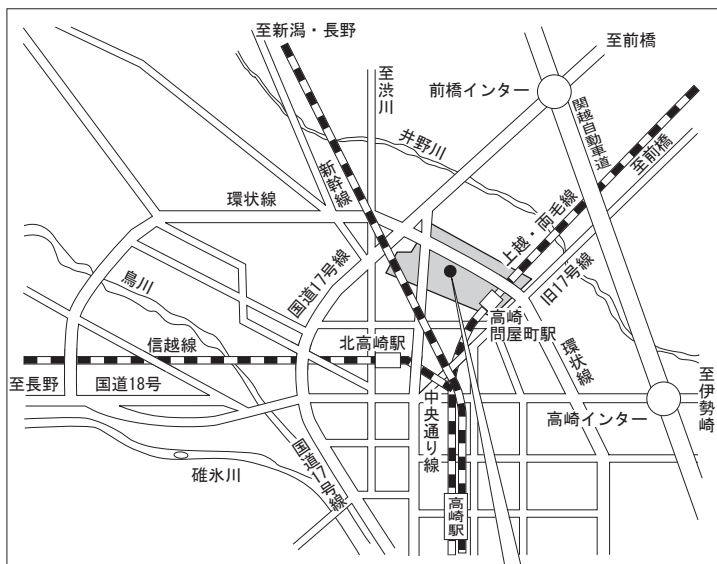 至新潟・長野
至前橋
至渋川
前橋インター
関越自動車道
井野川
至前橋
新幹線
環状線
上越・両毛線
国道17号線
旧17号線
烏川
高崎
問屋町駅
北高崎駅
信越線
環状線
至長野
国道18号
至伊勢崎
中央通り線
高崎インター
国道17号線
碓氷川
高崎駅